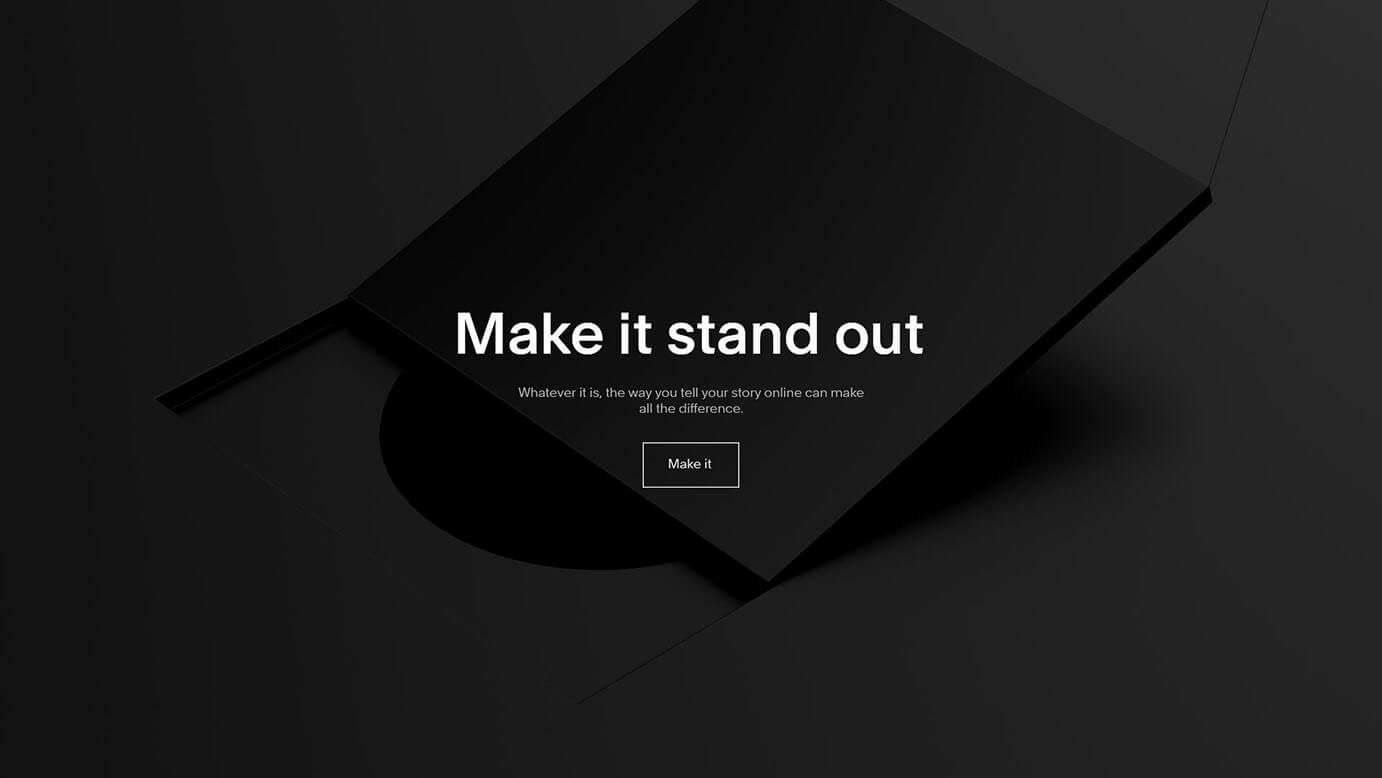 Make it stand out
Whatever it is, the way you tell your story online can make
all the difference.
Make it